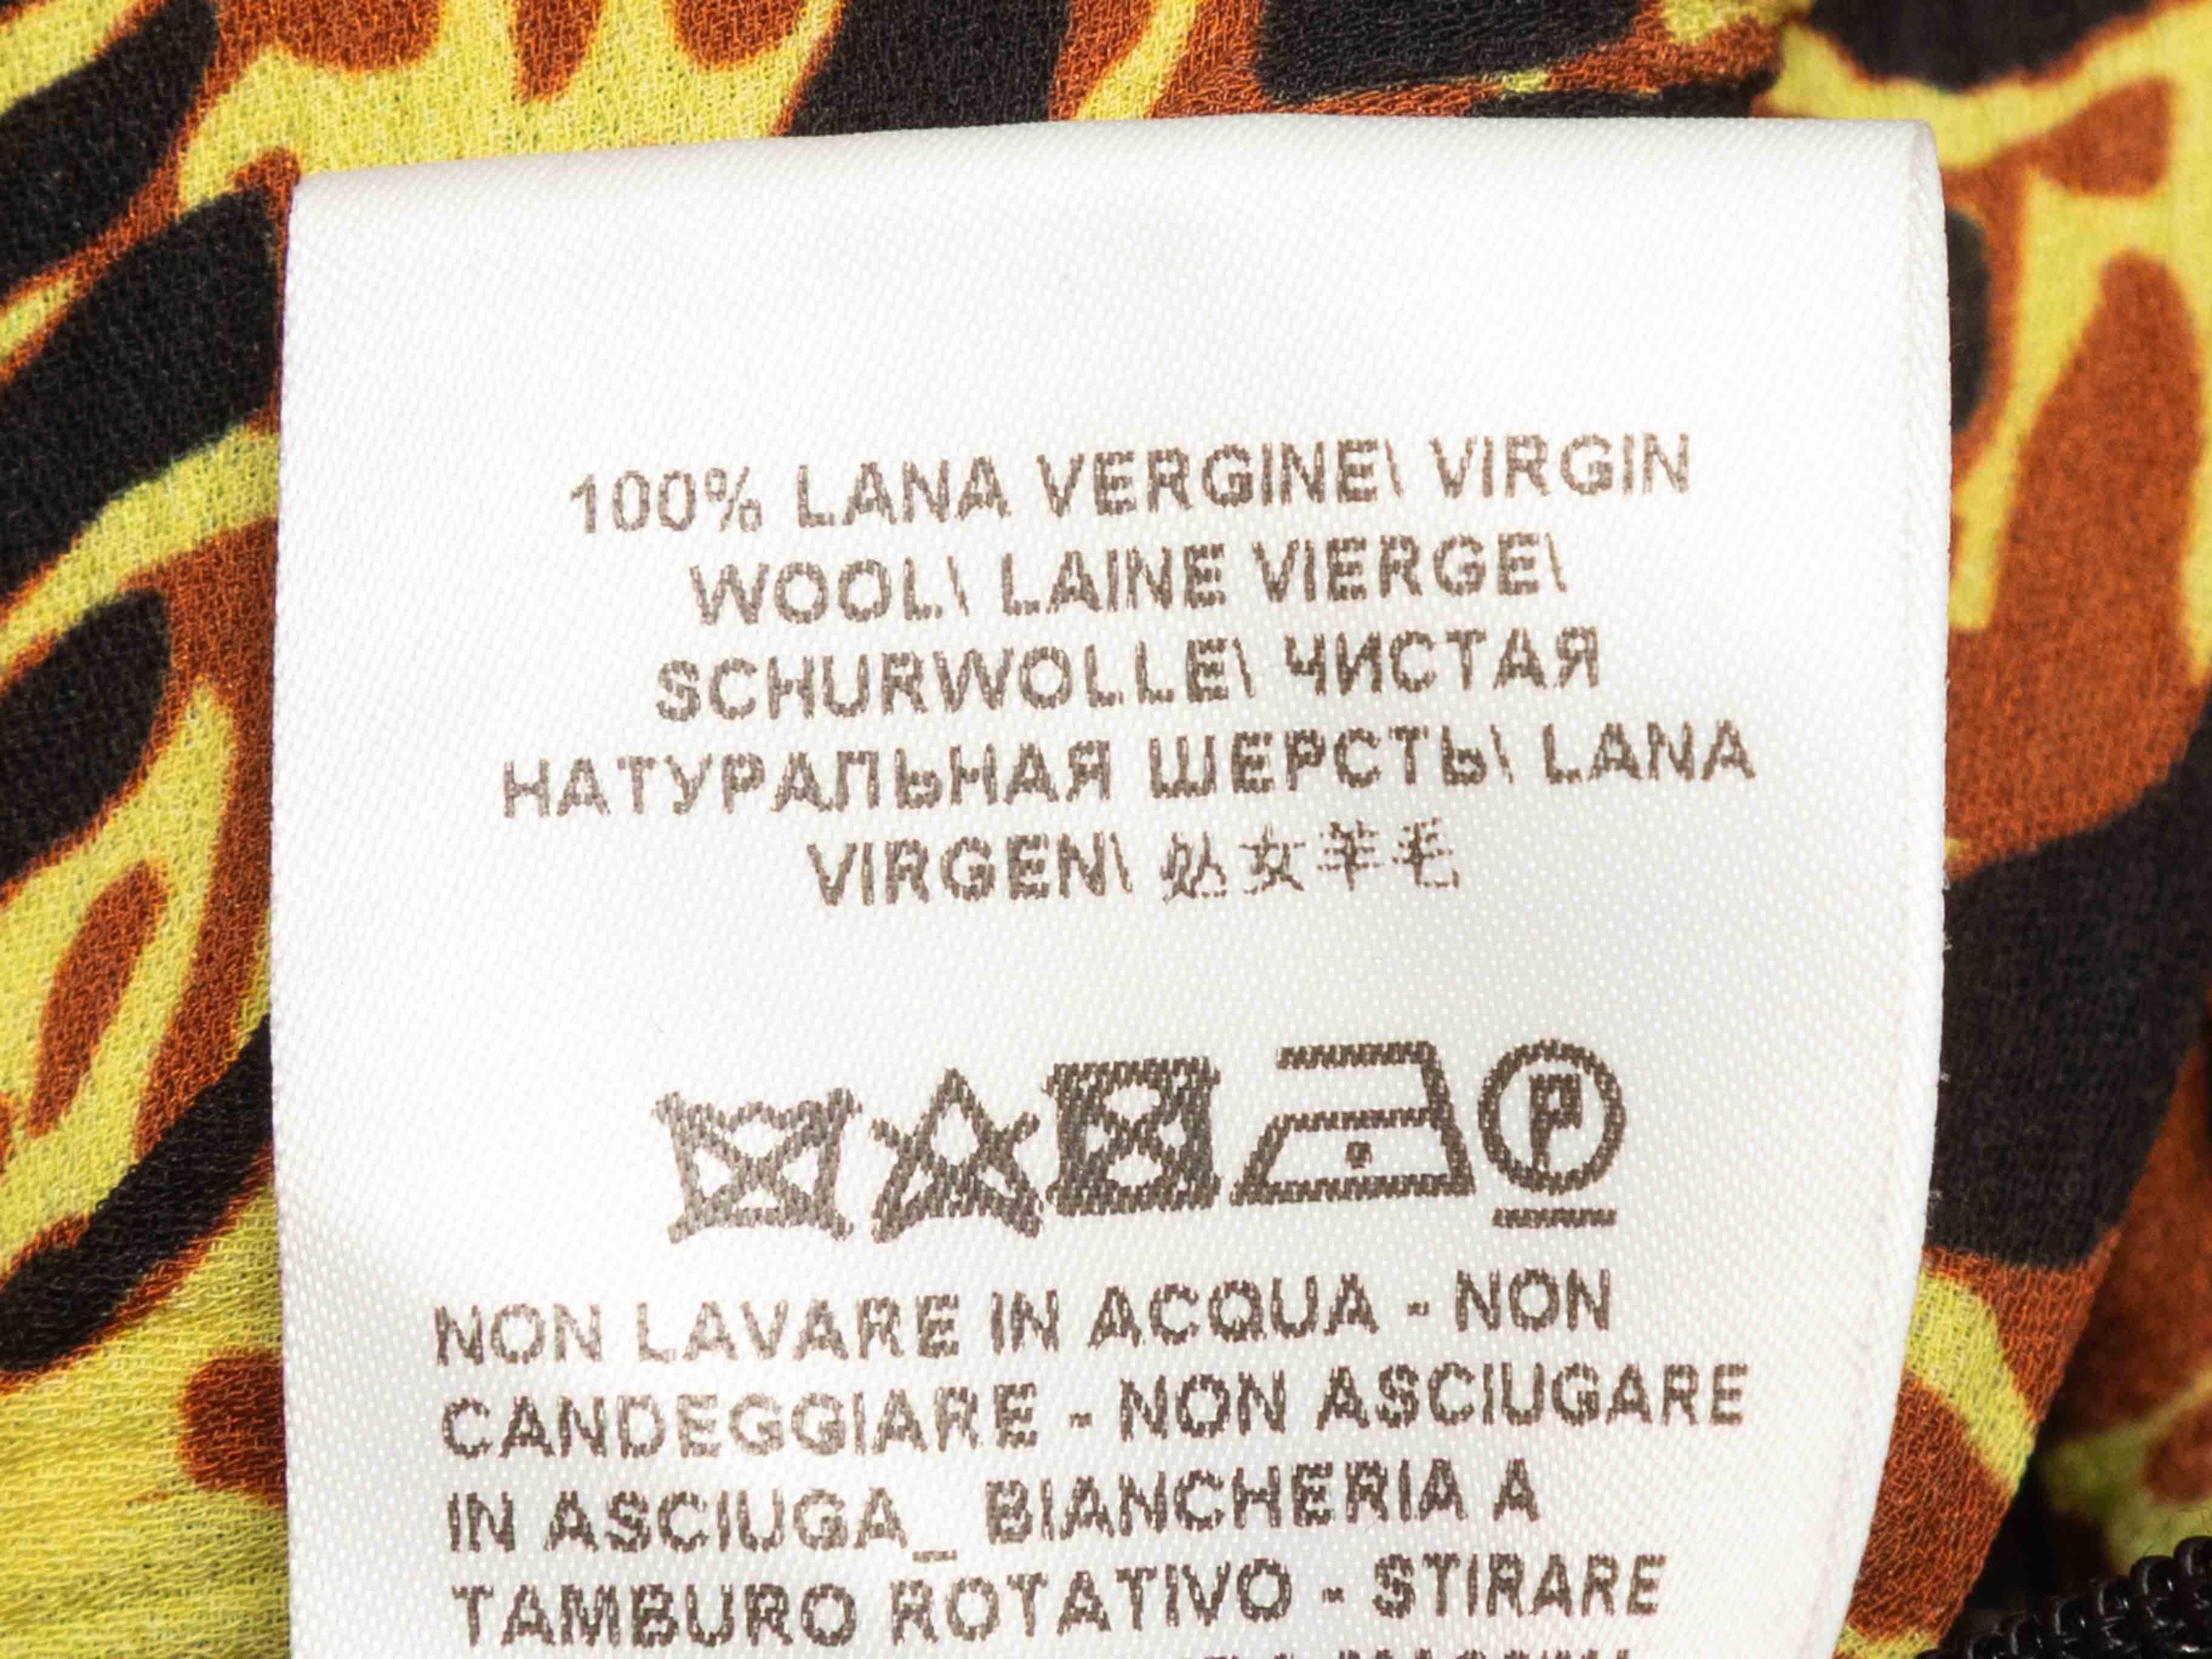 100% LANA VERGINE\ VIRGIN
WOOL\ LAINE VIERGE\
SCHURWOLLE\ ЧИСТАЯ
НАТУРАЛЬНАЯ ШЕРСТЬ\ LANA
VIRGEN\ 处女羊毛
P
NON LAVARE IN ACQUA - NON
CANDEGGIARE - NON ASCIUGARE
IN ASCIUGA_ BIANCHERIA A
TAMBURO ROTATIVO - STIRARE